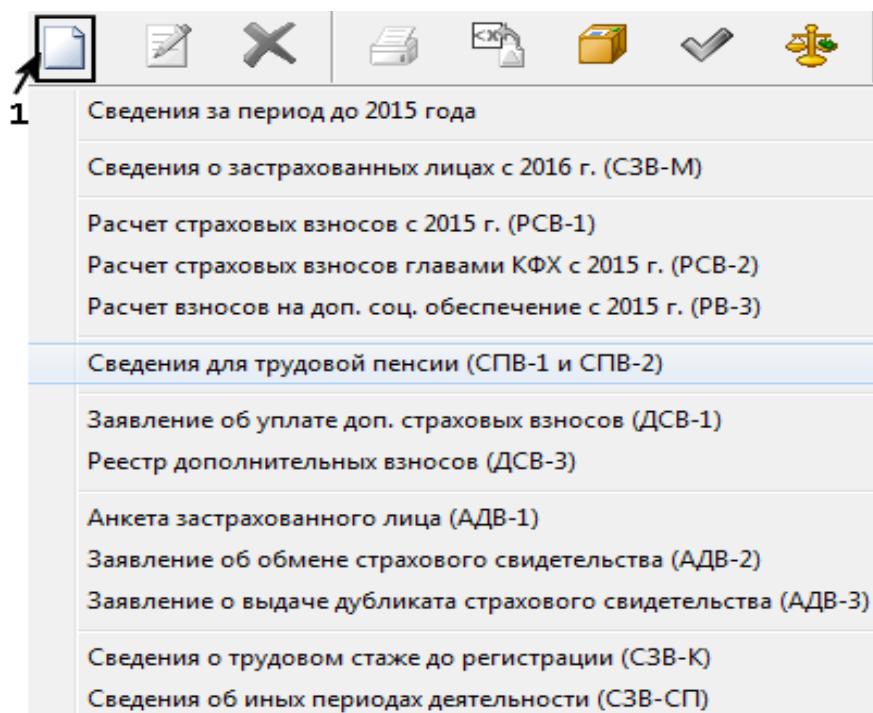 1
Сведения за период до 2015 года
Сведения о застрахованных лицах с 2016 г. (СЗВ-М)
Расчет страховых взносов с 2015 г. (РСВ-1)
Расчет страховых взносов главами КФХ с 2015 г. (РСВ-2)
Расчет взносов на доп. соц. обеспечение с 2015 г. (РВ-3)
Сведения для трудовой пенсии (СПВ-1 и СПВ-2)
Заявление об уплате доп. страховых взносов (ДСВ-1)
Реестр дополнительных взносов (ДСВ-3)
Анкета застрахованного лица (АДВ-1)
Заявление об обмене страхового свидетельства (АДВ-2)
Заявление о выдаче дубликата страхового свидетельства (АДВ-3)
Сведения о трудовом стаже до регистрации (СЗВ-К)
Сведения об иных периодах деятельности (СЗВ-СП)